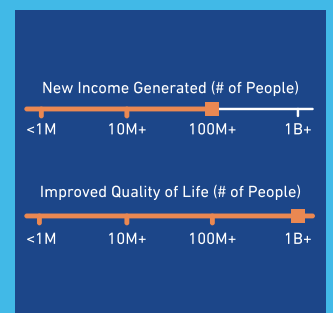 New Income Generated (# of People)
<1M 10M+ 100M+ 1B+
Improved Quality of Life (# of People)
<1M 10M+ 100M+ 1B+